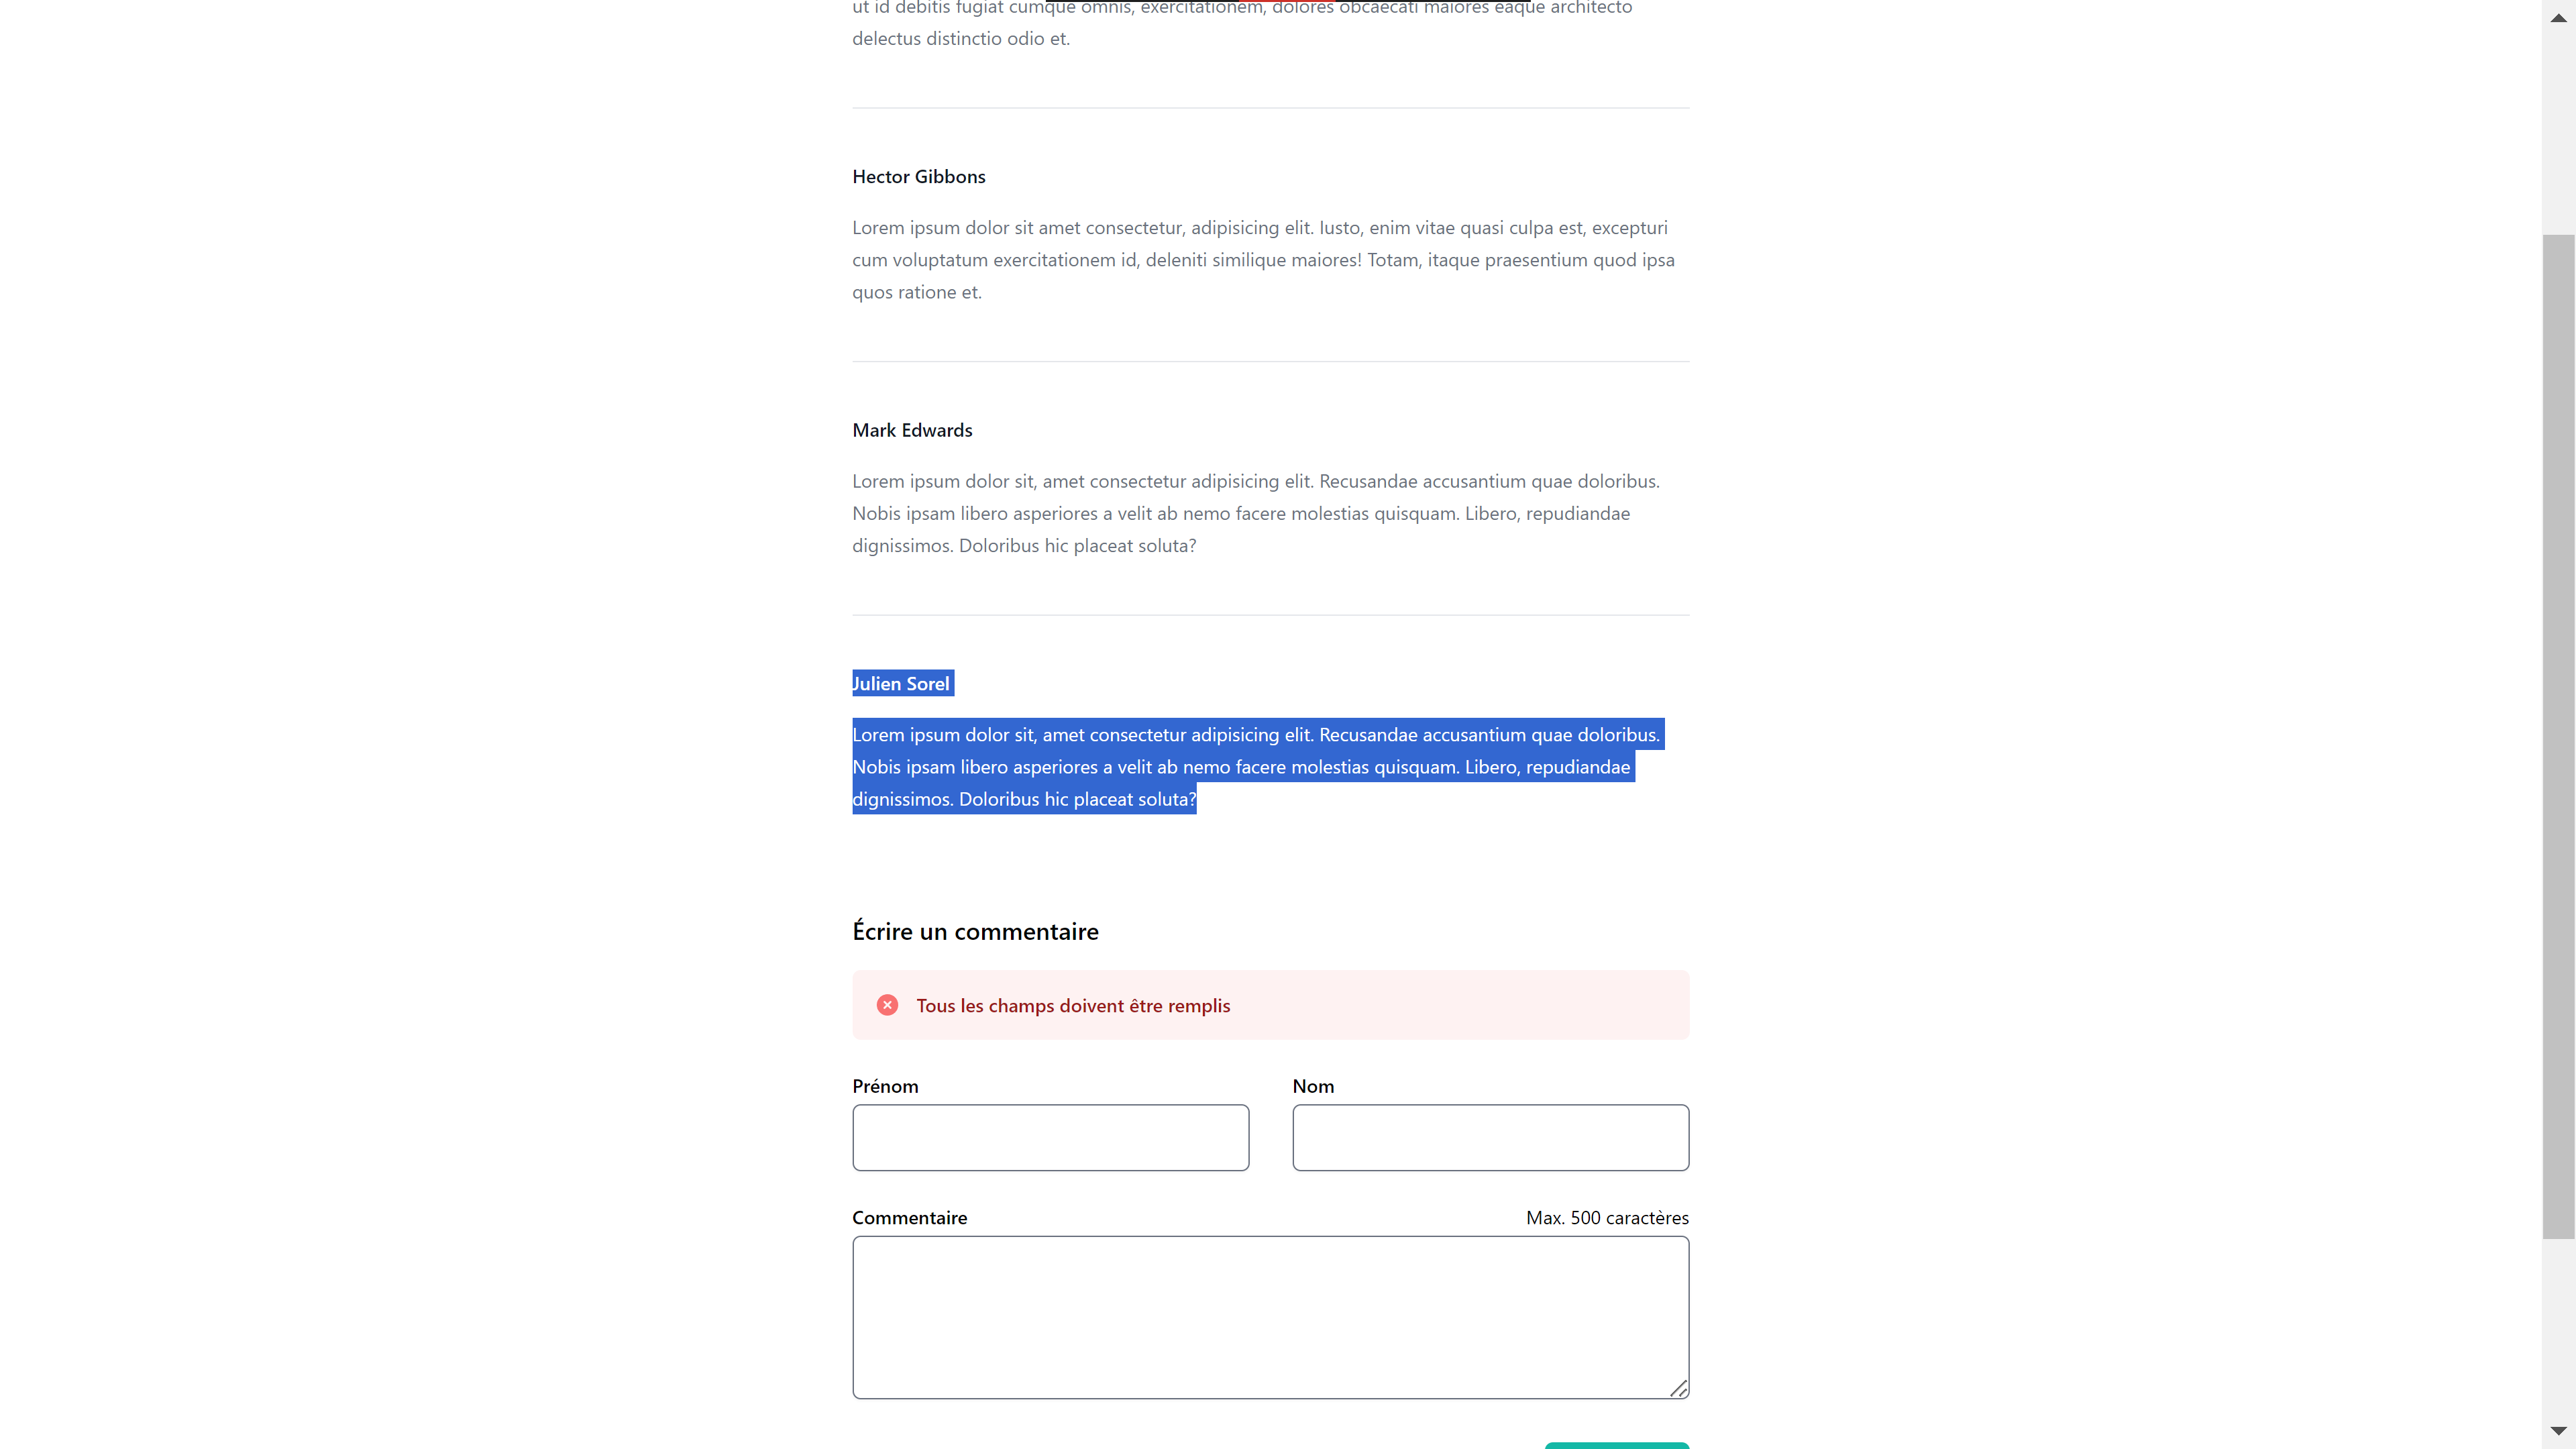 ut id debitis fugiat cumque omnis, exercitationem, dolores obcaecati maiores eaque architecto
delectus distinctio odio et.
Hector Gibbons
Lorem ipsum dolor sit amet consectetur, adipisicing elit. Iusto, enim vitae quasi culpa est, excepturi
cum voluptatum exercitationem id, deleniti similique maiores! Totam, itaque praesentium quod ipsa
quos ratione et.
Mark Edwards
Lorem ipsum dolor sit, amet consectetur adipisicing elit. Recusandae accusantium quae doloribus.
Nobis ipsam libero asperiores a velit ab nemo facere molestias quisquam. Libero, repudiandae
dignissimos. Doloribus hic placeat soluta?
Julien Sorel
Lorem ipsum dolor sit, amet consectetur adipisicing elit. Recusandae accusantium quae doloribus.
Nobis ipsam libero asperiores a velit ab nemo facere molestias quisquam. Libero, repudiandae
dignissimos. Doloribus hic placeat soluta?
Écrire un commentaire
Tous les champs doivent être remplis
Prénom
Nom
Commentaire
Max. 500 caractères